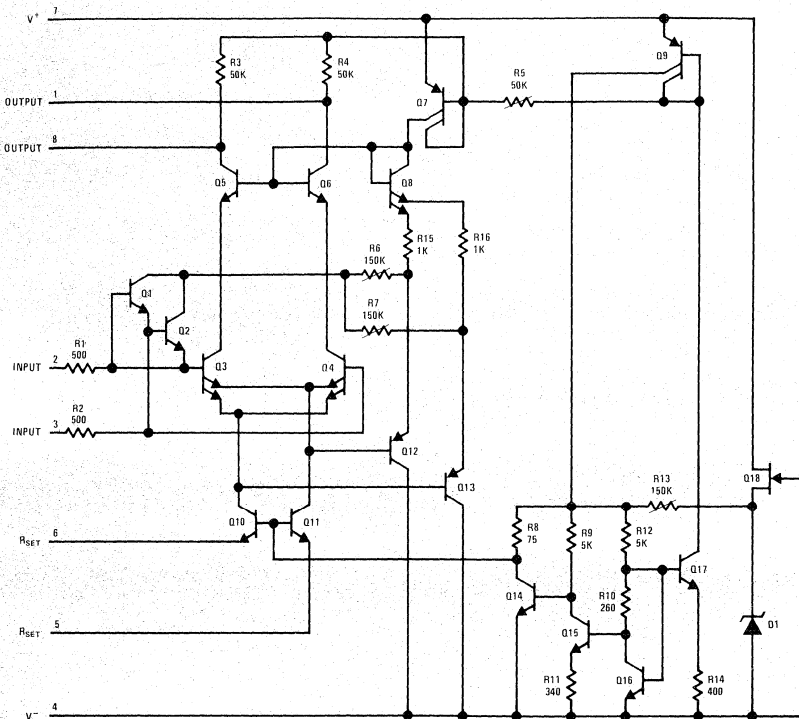 V+ 7
Q9
R3
50K
R4
50K
Q7
R5
50K
OUTPUT 1
OUTPUT 8
Q5
Q6
Q8
R15
1K
R16
1K
R6
150K
R7
150K
Q1
Q2
R1
500
INPUT 2
Q3
Q4
R2
500
INPUT 3
Q12
Q13
R13
150K
Q18
Q10
Q11
RSET 6
R8
75
R9
5K
R12
5K
Q17
Q14
R10
260
Q15
D1
RSET 5
R11
340
Q16
R14
400
V− 4